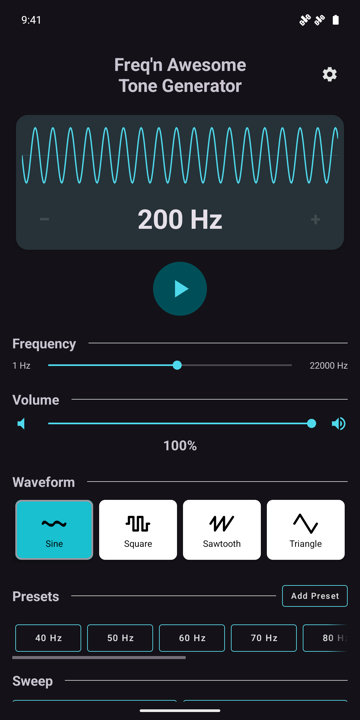 9:41
Freq'n Awesome
Tone Generator
− 200 Hz +
Frequency
1 Hz 22000 Hz
Volume
100%
Waveform
Sine Square Sawtooth Triangle
Presets Add Preset
40 Hz 50 Hz 60 Hz 70 Hz 80 H
Sweep